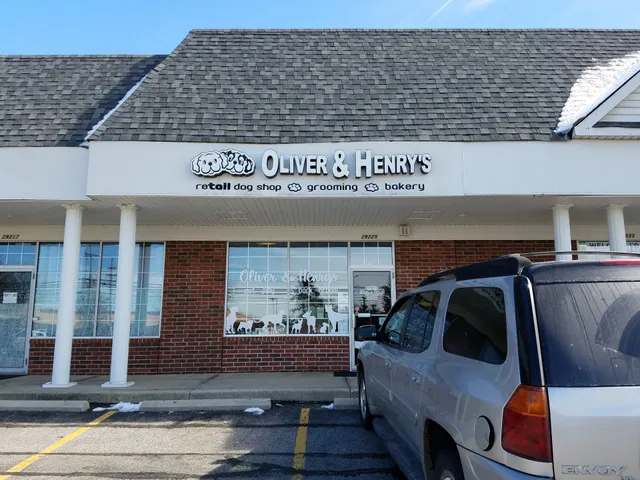 OLIVER & HENRY'S
retail dog shop grooming bakery
Oliver & Henry's
ENVOY